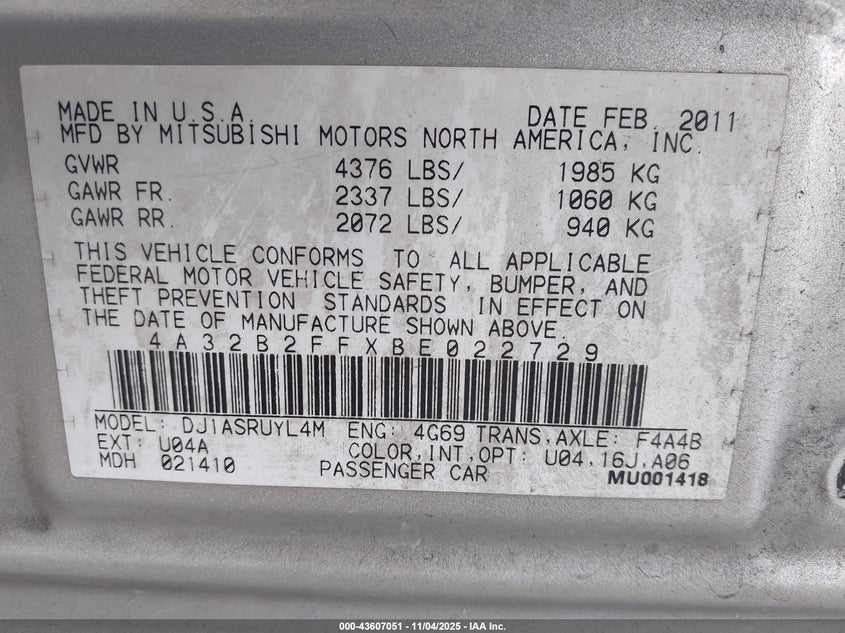 MADE IN U.S.A. DATE FEB. 2011
MFD BY MITSUBISHI MOTORS NORTH AMERICA, INC.
GVWR 4376 LBS/ 1985 KG
GAWR FR. 2337 LBS/ 1060 KG
GAWR RR. 2072 LBS/ 940 KG
THIS VEHICLE CONFORMS TO ALL APPLICABLE
FEDERAL MOTOR VEHICLE SAFETY, BUMPER, AND
THEFT PREVENTION STANDARDS IN EFFECT ON
THE DATE OF MANUFACTURE SHOWN ABOVE.
4A32B2FFXBE022729
MODEL: DJ1ASRUYL4M ENG: 4G69 TRANS.AXLE: F4A4B
EXT: U04A COLOR,INT,OPT: U04,16J,A06
MDH 021410 PASSENGER CAR MU001418
000-43607051 - 11/04/2025 - IAA Inc.